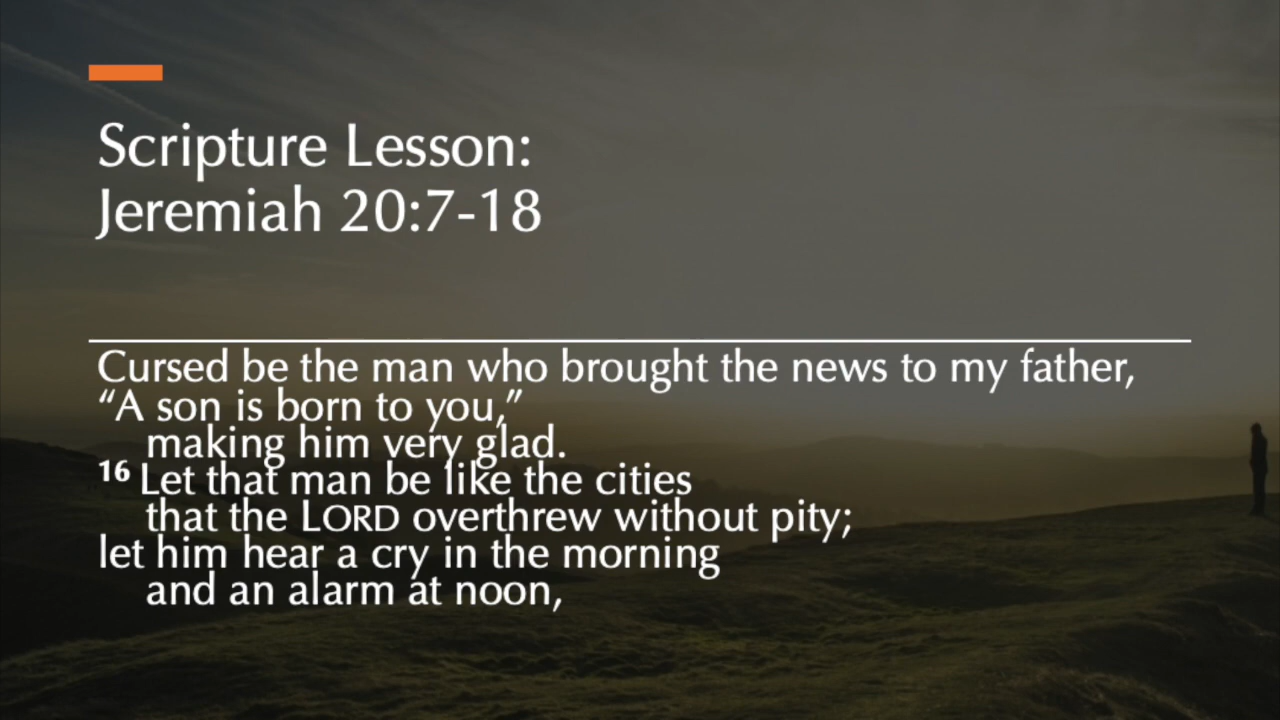 Scripture Lesson:
Jeremiah 20:7-18
Cursed be the man who brought the news to my father,
“A son is born to you,”
making him very glad.
16 Let that man be like the cities
that the LORD overthrew without pity;
let him hear a cry in the morning
and an alarm at noon,